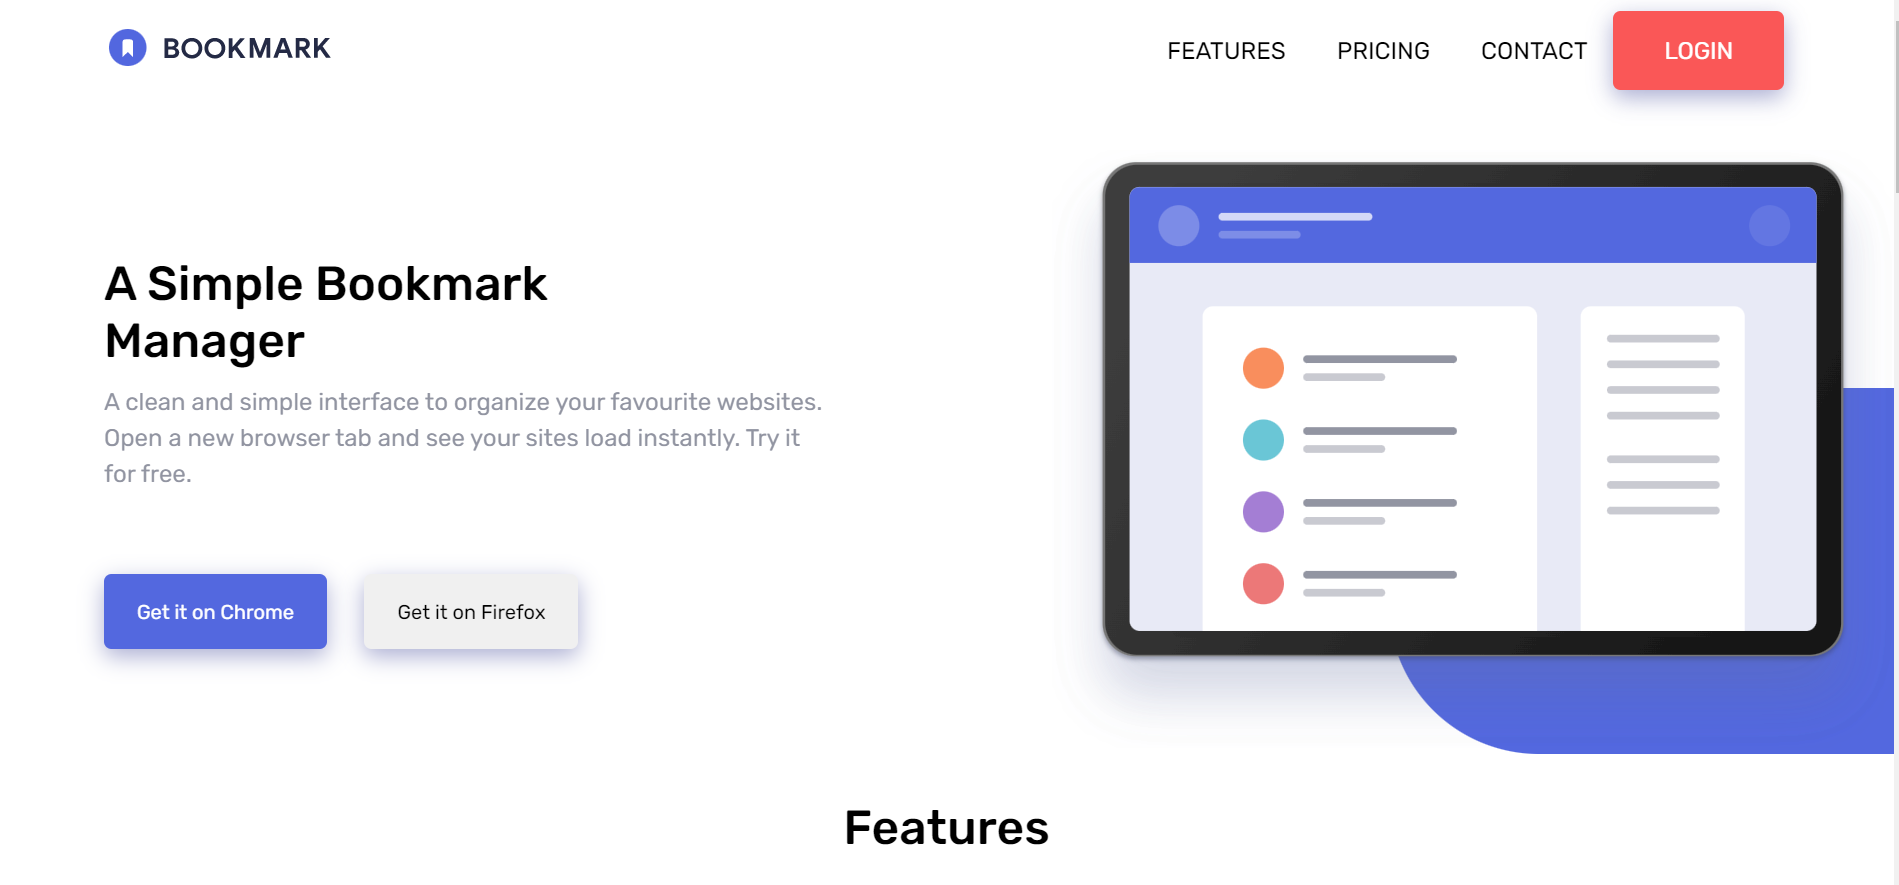 BOOKMARK
FEATURES PRICING CONTACT LOGIN
A Simple Bookmark
Manager
A clean and simple interface to organize your favourite websites.
Open a new browser tab and see your sites load instantly. Try it
for free.
Get it on Chrome Get it on Firefox
Features